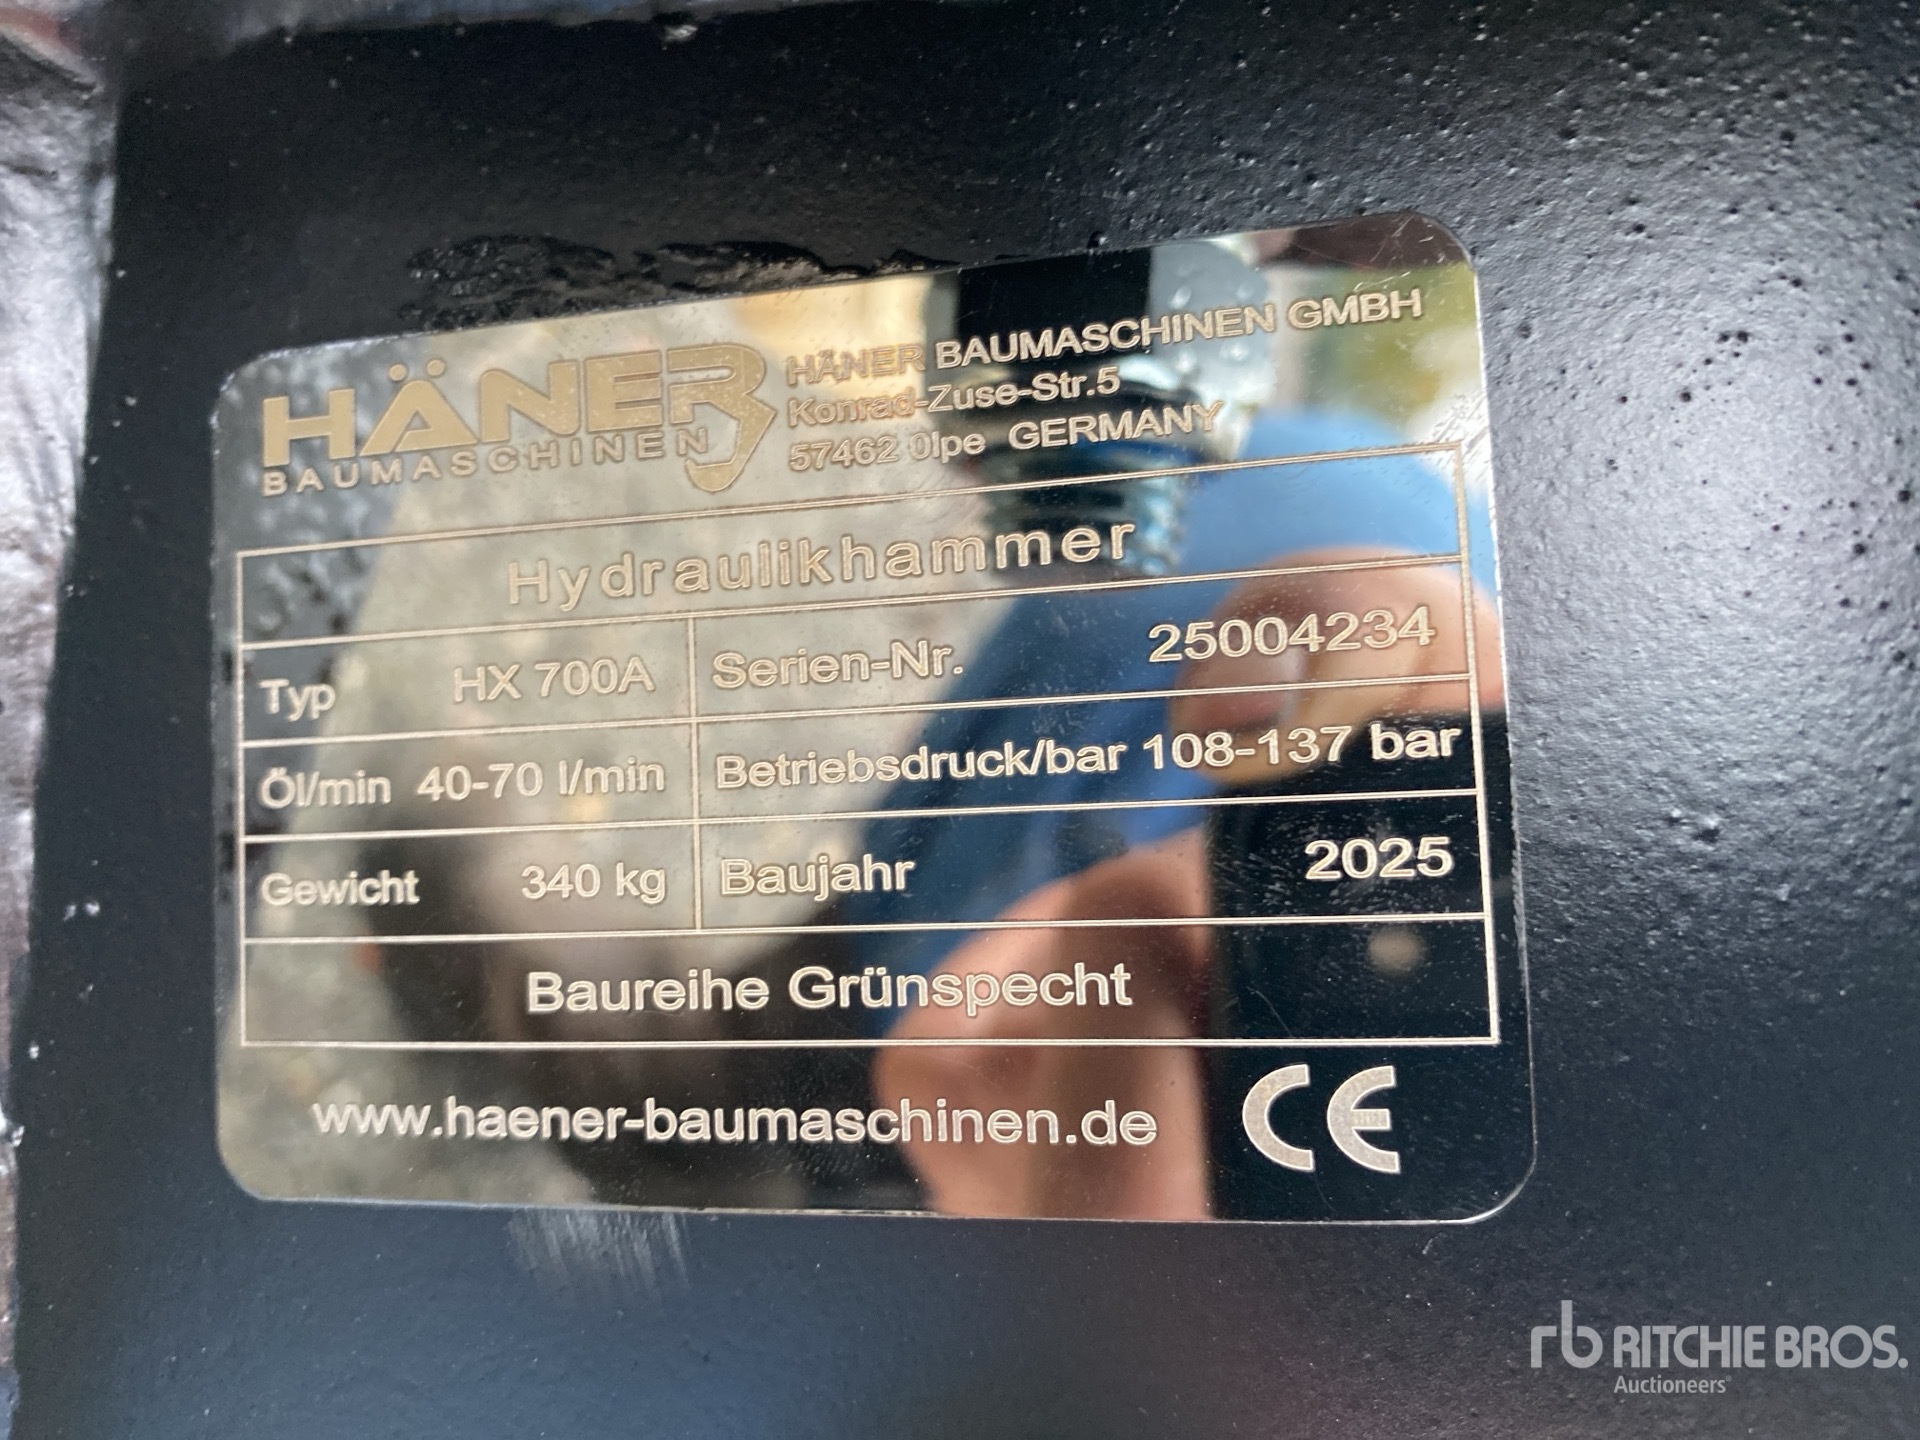 HÄNER
BAUMASCHINEN
HÄNER BAUMASCHINEN GMBH
Konrad-Zuse-Str.5
57462 Olpe GERMANY
Hydraulikhammer
Typ HX 700A Serien-Nr. 25004234
Öl/min 40-70 l/min Betriebsdruck/bar 108-137 bar
Gewicht 340 kg Baujahr 2025
Baureihe Grünspecht
www.haener-baumaschinen.de CE
rb RITCHIE BROS.
Auctioneers